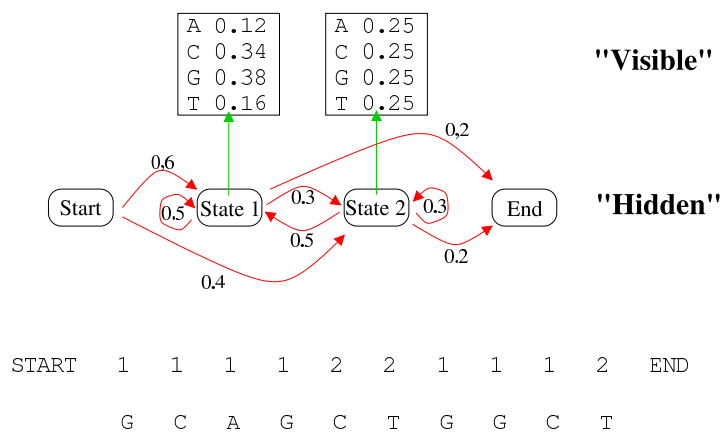 A 0.12
C 0.34
G 0.38
T 0.16
A 0.25
C 0.25
G 0.25
T 0.25
"Visible"
0,6
0,2
Start
0.5
State 1
0.3
State 2
0.3
End
"Hidden"
0.5
0.2
0.4
START 1 1 1 1 2 2 1 1 1 2 END
G C A G C T G G C T